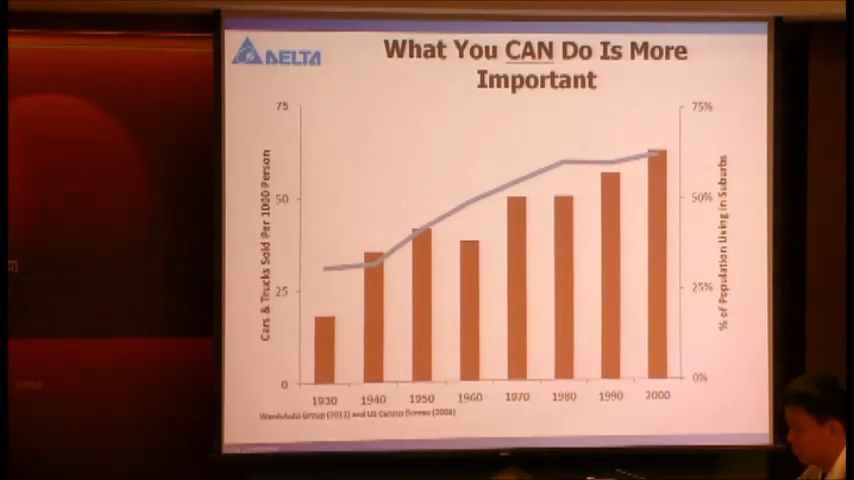 DELTA
What You CAN Do Is More
Important
75
50
25
0
Cars & Trucks Sold Per 1000 Person
75%
50%
25%
0%
% of Population Living in Suburbs
1930 1940 1950 1960 1970 1980 1990 2000
WardsAuto Group (2011) and US Census Bureau (2008)